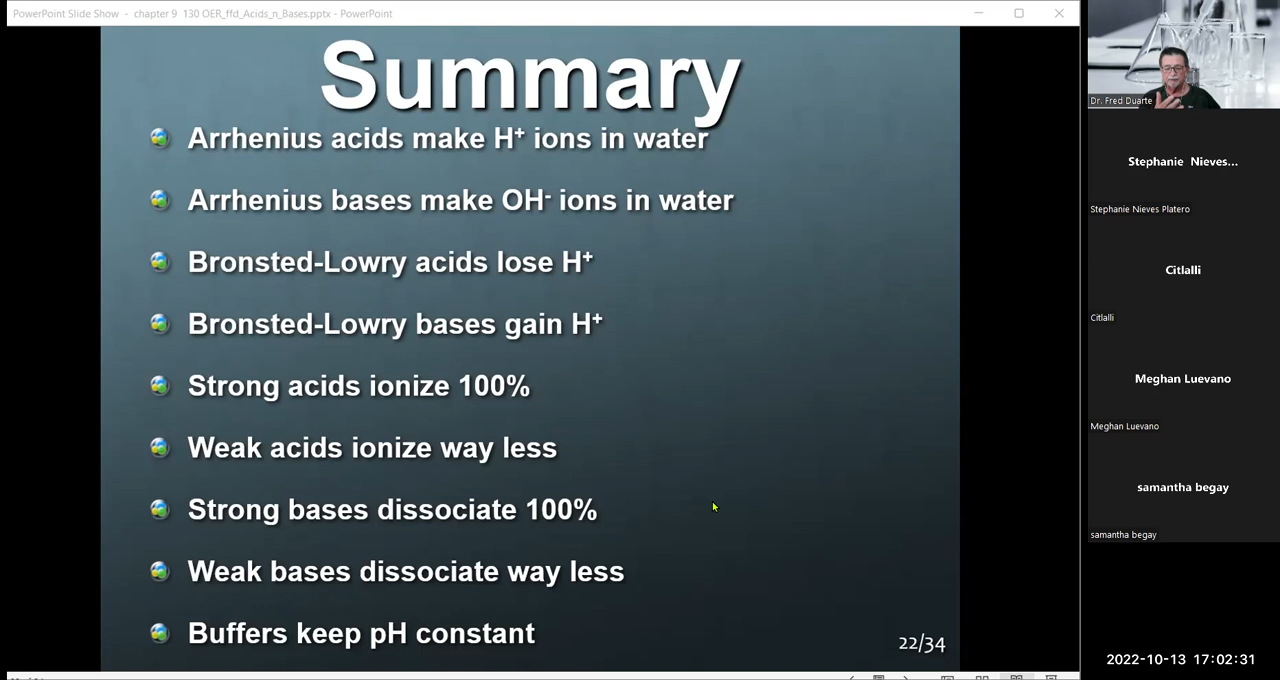 PowerPoint Slide Show - chapter 9 130 OER_ffd_Acids_n_Bases.pptx - PowerPoint
Summary
Arrhenius acids make H⁺ ions in water
Arrhenius bases make OH⁻ ions in water
Bronsted-Lowry acids lose H⁺
Bronsted-Lowry bases gain H⁺
Strong acids ionize 100%
Weak acids ionize way less
Strong bases dissociate 100%
Weak bases dissociate way less
Buffers keep pH constant
22/34
Dr. Fred Duarte
Stephanie Nieves...
Stephanie Nieves Platero
Citlalli
Citlalli
Meghan Luevano
Meghan Luevano
samantha begay
samantha begay
2022-10-13 17:02:31